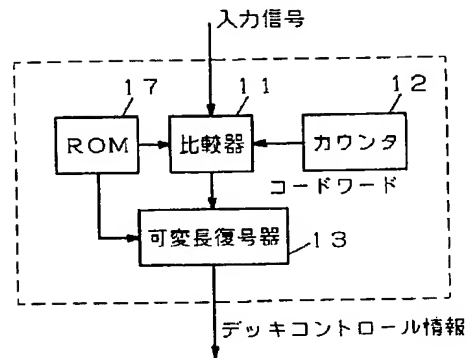 入力信号
17
11
12
ROM
比較器
カウンタ
コードワード
可変長復号器
13
デッキコントロール情報